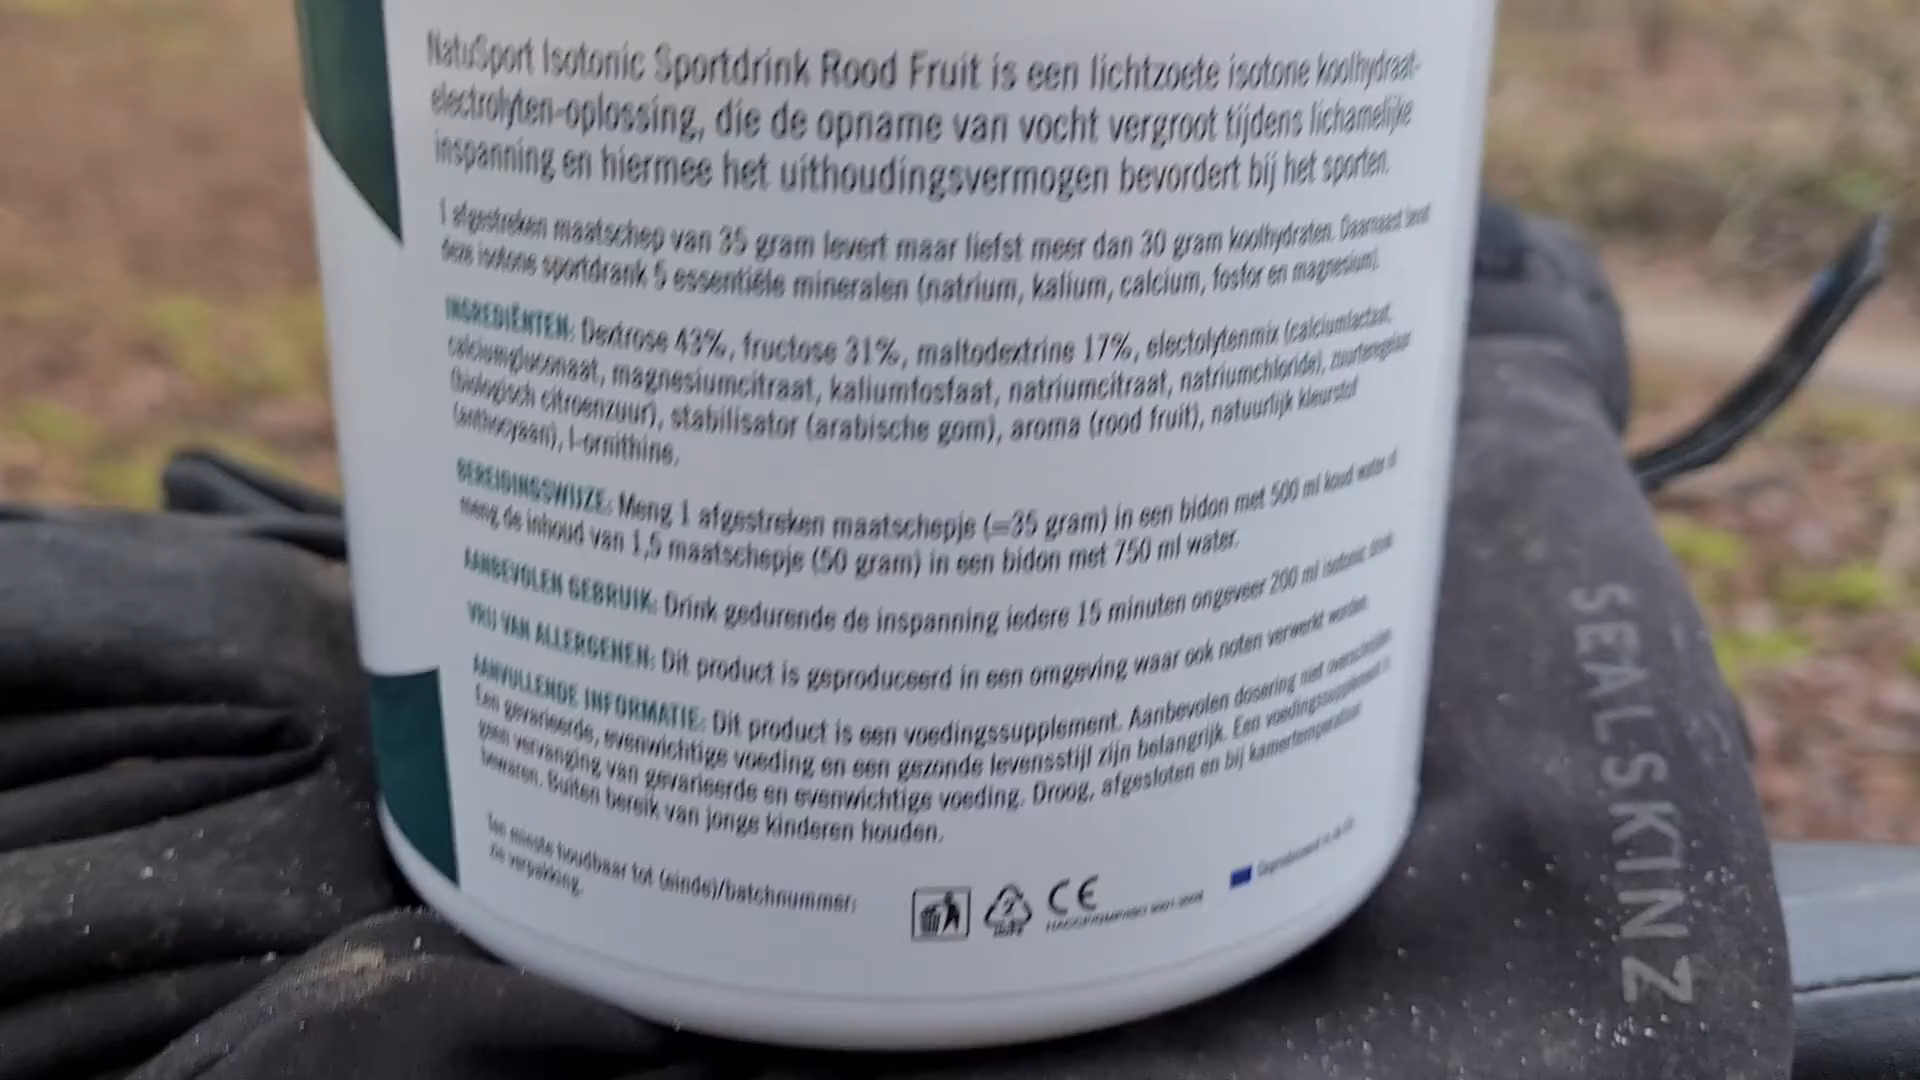 NatuSport Isotonic Sportdrink Rood Fruit is een lichtzoete isotone koolhydraat-
electrolyten-oplossing, die de opname van vocht vergroot tijdens lichamelijke
inspanning en hiermee het uithoudingsvermogen bevordert bij het sporten.
1 afgestreken maatschep van 35 gram levert maar liefst meer dan 30 gram koolhydraten. Daarnaast levert
deze isotone sportdrank 5 essentiële mineralen (natrium, kalium, calcium, fosfor en magnesium).
INGREDIËNTEN: Dextrose 43%, fructose 31%, maltodextrine 17%, electolytenmix (calciumlactaat,
calciumgluconaat, magnesiumcitraat, kaliumfosfaat, natriumcitraat, natriumchloride), zuurteregelaar
(biologisch citroenzuur), stabilisator (arabische gom), aroma (rood fruit), natuurlijk kleurstof
(anthocyaan), l-ornithine.
BEREIDINGSWIJZE: Meng 1 afgestreken maatschepje (=35 gram) in een bidon met 500 ml koud water of
meng de inhoud van 1,5 maatschepje (50 gram) in een bidon met 750 ml water.
AANBEVOLEN GEBRUIK: Drink gedurende de inspanning iedere 15 minuten ongeveer 200 ml isotonic drink
VRIJ VAN ALLERGENEN: Dit product is geproduceerd in een omgeving waar ook noten verwerkt worden.
AANVULLENDE INFORMATIE: Dit product is een voedingssupplement. Aanbevolen dosering niet overschrijden.
Een gevarieerde, evenwichtige voeding en een gezonde levensstijl zijn belangrijk. Een voedingssupplement is
geen vervanging van gevarieerde en evenwichtige voeding. Droog, afgesloten en bij kamertemperatuur
bewaren. Buiten bereik van jonge kinderen houden.
Ten minste houdbaar tot (einde)/batchnummer:
zie verpakking.
CE
SEALSKINZ